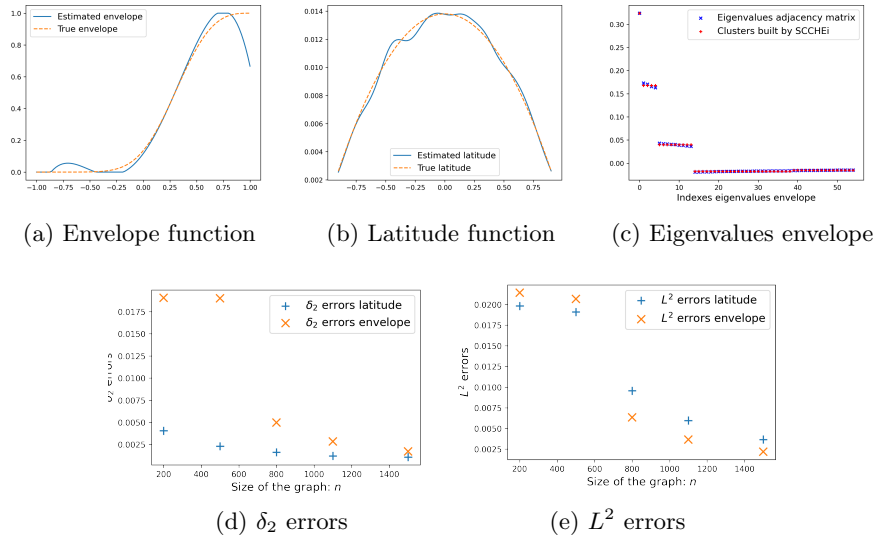 Estimated envelope
True envelope
1.0
0.8
0.6
0.4
0.2
0.0
-1.00 -0.75 -0.50 -0.25 0.00 0.25 0.50 0.75 1.00
(a) Envelope function
0.014
0.012
0.010
0.008
0.006
0.004
0.002
Estimated latitude
True latitude
-0.75 -0.50 -0.25 0.00 0.25 0.50 0.75
(b) Latitude function
Eigenvalues adjacency matrix
Clusters built by SCCHEi
0.30
0.25
0.20
0.15
0.10
0.05
0.00
0 10 20 30 40 50
Indexes eigenvalues envelope
(c) Eigenvalues envelope
δ₂ errors latitude
δ₂ errors envelope
0.0175
0.0150
0.0125
0.0100
0.0075
0.0050
0.0025
δ₂ errors
200 400 600 800 1000 1200 1400
Size of the graph: n
(d) δ₂ errors
L² errors latitude
L² errors envelope
0.0200
0.0175
0.0150
0.0125
0.0100
0.0075
0.0050
0.0025
L² errors
200 400 600 800 1000 1200 1400
Size of the graph: n
(e) L² errors